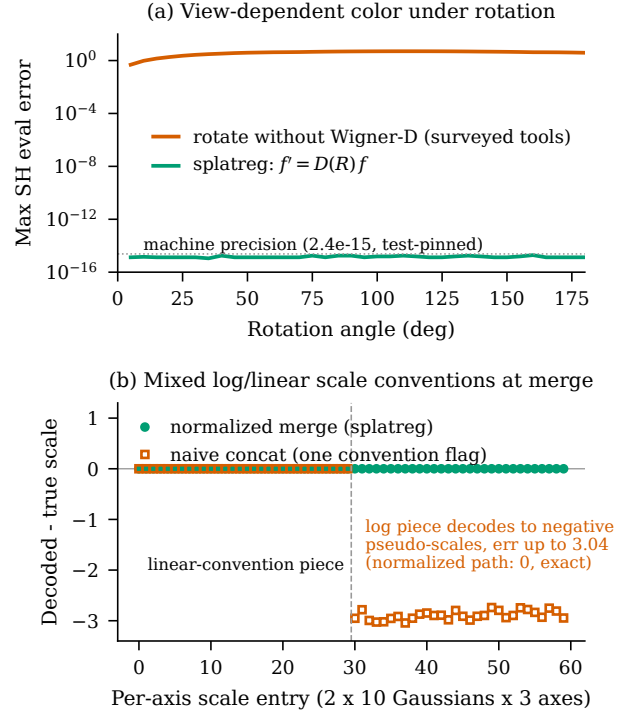 (a) View-dependent color under rotation
Max SH eval error
10⁰
10⁻⁴
10⁻⁸
10⁻¹²
10⁻¹⁶
rotate without Wigner-D (surveyed tools)
splatreg: f′ = D(R)f
machine precision (2.4e-15, test-pinned)
0 25 50 75 100 125 150 175
Rotation angle (deg)
(b) Mixed log/linear scale conventions at merge
Decoded - true scale
1
0
−1
−2
−3
normalized merge (splatreg)
naive concat (one convention flag)
log piece decodes to negative
pseudo-scales, err up to 3.04
(normalized path: 0, exact)
linear-convention piece
0 10 20 30 40 50 60
Per-axis scale entry (2 x 10 Gaussians x 3 axes)